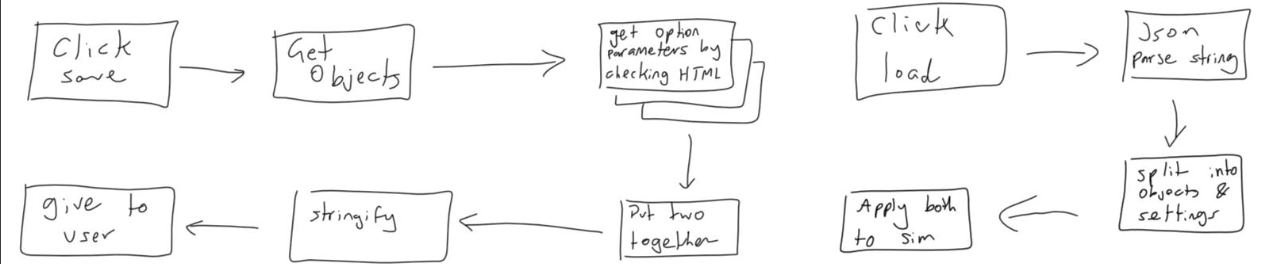 Click
save
Get
Objects
get option
parameters by
checking HTML
Put two
together
stringify
give to
user
Click
load
Json
parse string
split into
objects &
settings
Apply both
to sim